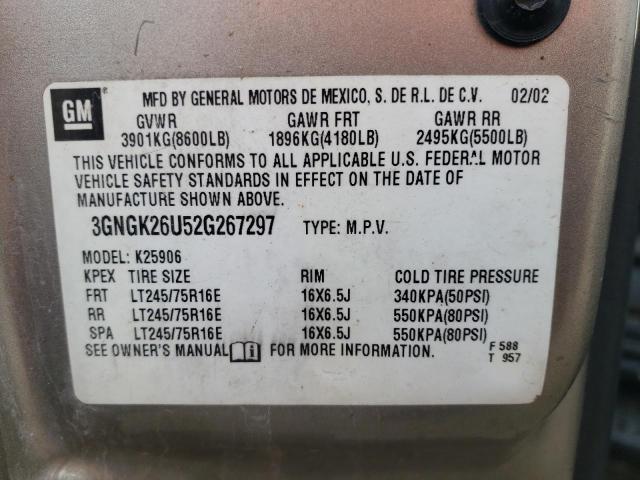 GM
MFD BY GENERAL MOTORS DE MEXICO, S. DE R.L. DE C.V. 02/02
GVWR GAWR FRT GAWR RR
3901KG(8600LB) 1896KG(4180LB) 2495KG(5500LB)
THIS VEHICLE CONFORMS TO ALL APPLICABLE U.S. FEDERAL MOTOR
VEHICLE SAFETY STANDARDS IN EFFECT ON THE DATE OF
MANUFACTURE SHOWN ABOVE.
3GNGK26U52G267297 TYPE: M.P.V.
MODEL: K25906
KPEX TIRE SIZE RIM COLD TIRE PRESSURE
FRT LT245/75R16E 16X6.5J 340KPA(50PSI)
RR LT245/75R16E 16X6.5J 550KPA(80PSI)
SPA LT245/75R16E 16X6.5J 550KPA(80PSI)
SEE OWNER'S MANUAL FOR MORE INFORMATION. F 588
T 957